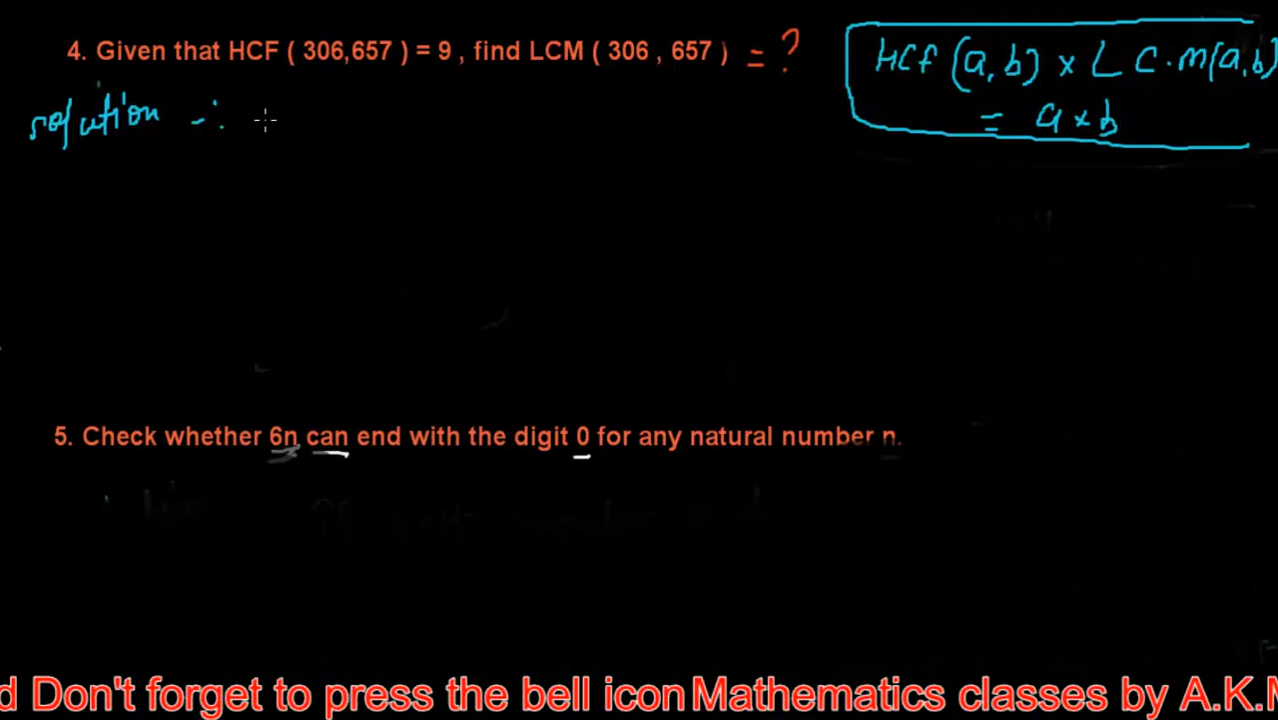 4. Given that HCF ( 306,657 ) = 9 , find LCM ( 306 , 657 ) = ?
HCF (a, b) × L C.M(a,b)
= a × b
solution -:
5. Check whether 6n can end with the digit 0 for any natural number n.
d Don't forget to press the bell icon Mathematics classes by A.K.M